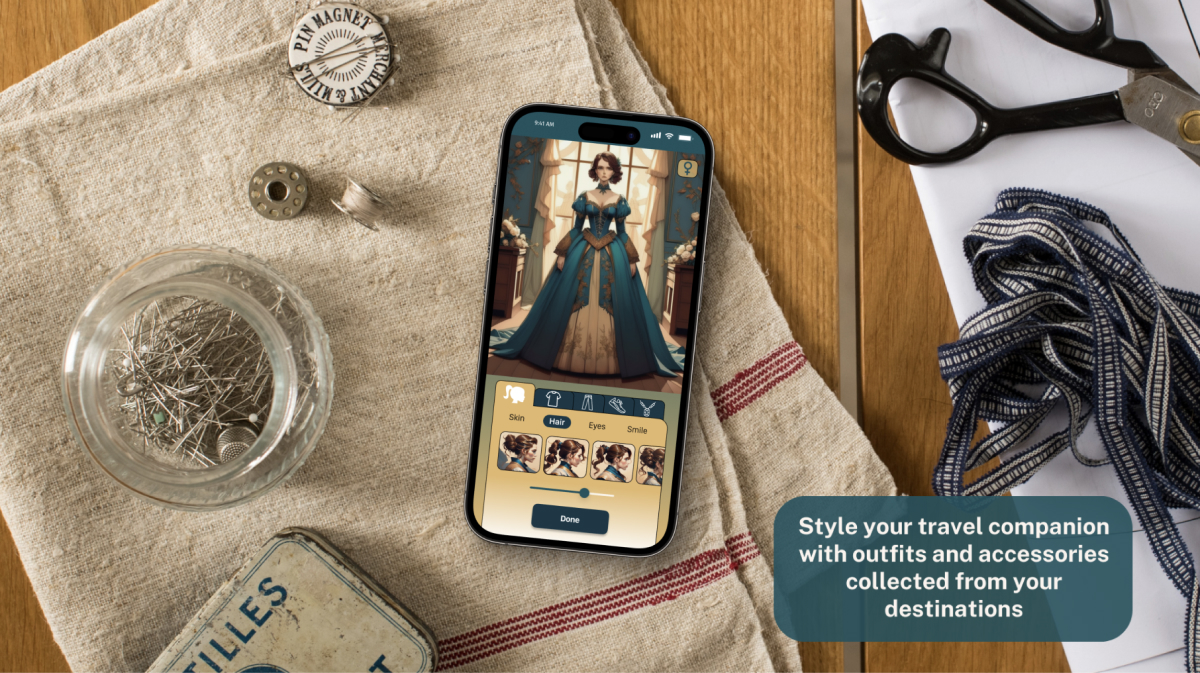 PIN MAGNET
MERCHANT & MILLS
9:41 AM
Skin
Hair
Eyes
Smile
Done
Style your travel companion
with outfits and accessories
collected from your
destinations
TILLES